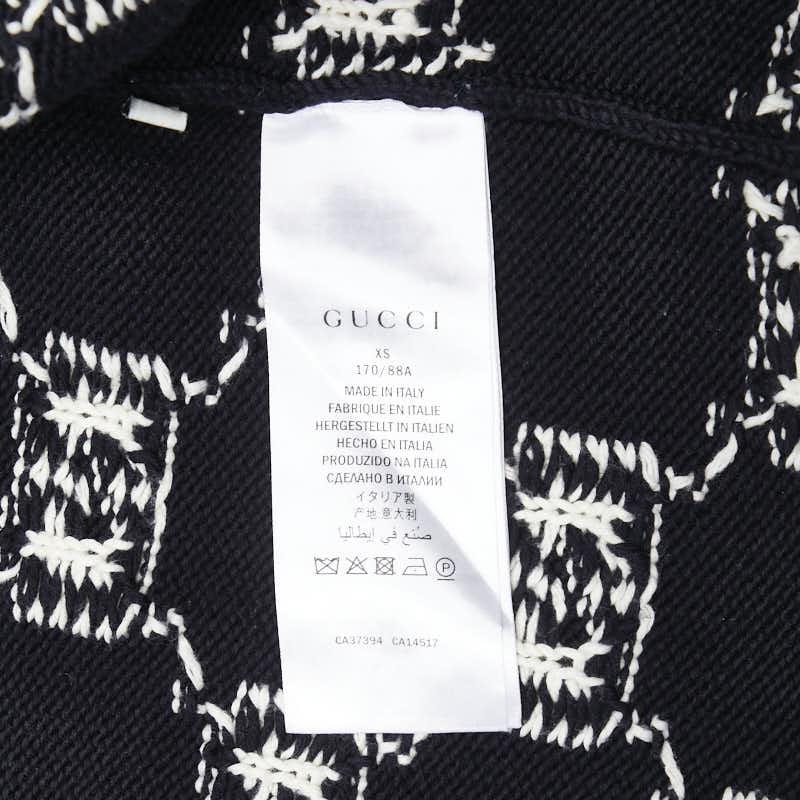 GUCCI
XS
170/88A
MADE IN ITALY
FABRIQUE EN ITALIE
HERGESTELLT IN ITALIEN
HECHO EN ITALIA
PRODUZIDO NA ITALIA
СДЕЛАНО В ИТАЛИИ
イタリア製
产地:意大利
صنع في إيطاليا
P
CA37394 CA14517